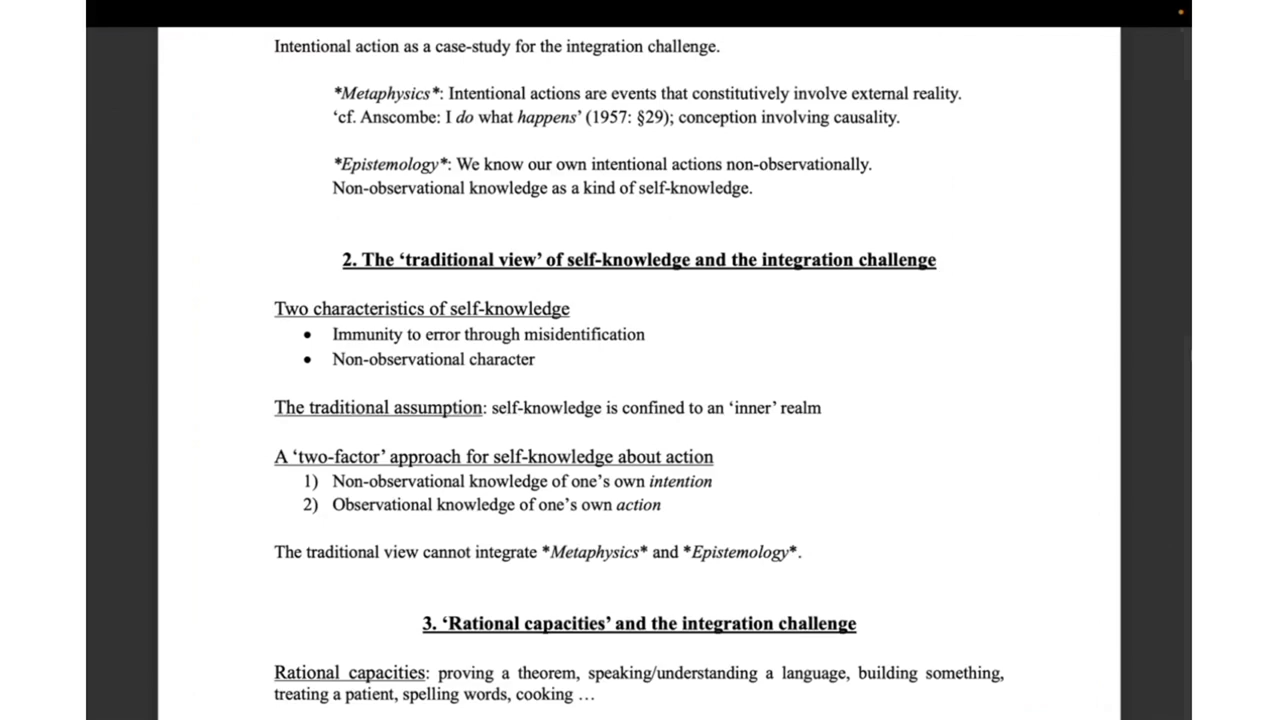 Intentional action as a case-study for the integration challenge.
*Metaphysics*: Intentional actions are events that constitutively involve external reality.
‘cf. Anscombe: I do what happens’ (1957: §29); conception involving causality.
*Epistemology*: We know our own intentional actions non-observationally.
Non-observational knowledge as a kind of self-knowledge.
2. The ‘traditional view’ of self-knowledge and the integration challenge
Two characteristics of self-knowledge
• Immunity to error through misidentification
• Non-observational character
The traditional assumption: self-knowledge is confined to an ‘inner’ realm
A ‘two-factor’ approach for self-knowledge about action
1) Non-observational knowledge of one’s own intention
2) Observational knowledge of one’s own action
The traditional view cannot integrate *Metaphysics* and *Epistemology*.
3. ‘Rational capacities’ and the integration challenge
Rational capacities: proving a theorem, speaking/understanding a language, building something,
treating a patient, spelling words, cooking …